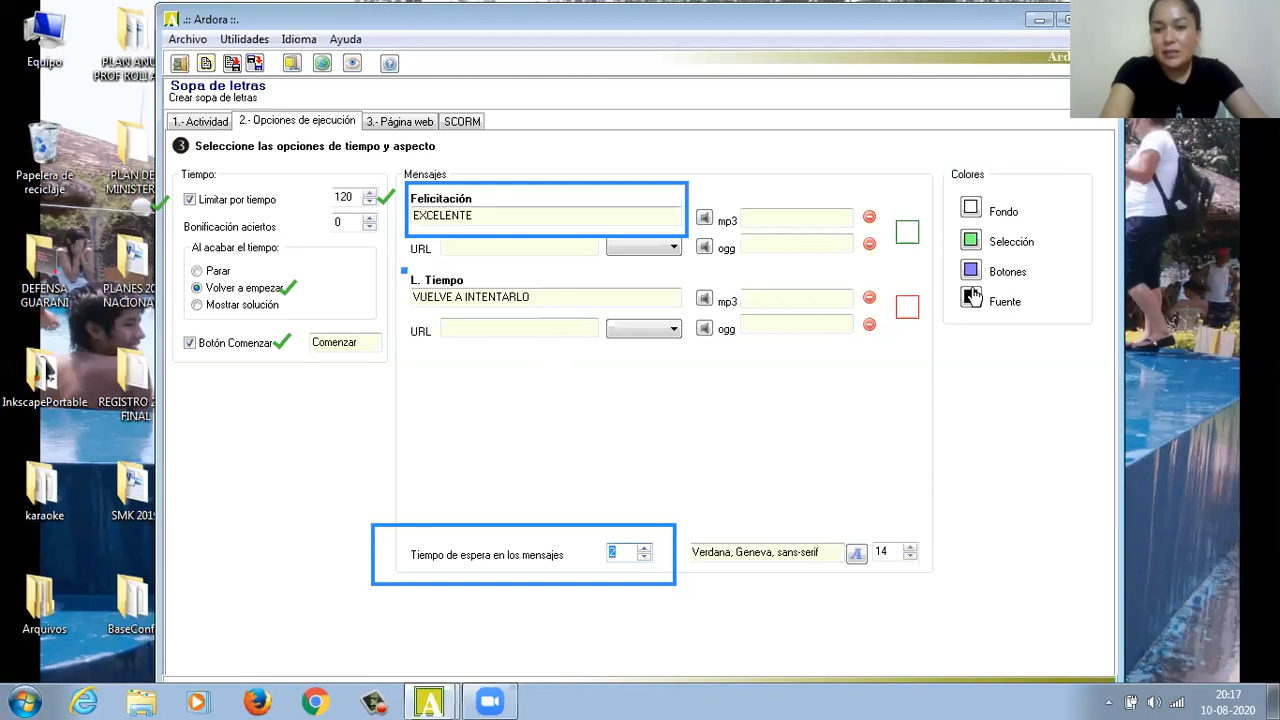 .:: Ardora ::.
Archivo Utilidades Idioma Ayuda
Ard
Sopa de letras
Crear sopa de letras
1.- Actividad 2.- Opciones de ejecución 3.- Página web SCORM
3 Seleccione las opciones de tiempo y aspecto
Tiempo:
Limitar por tiempo 120
Bonificación aciertos 0
Al acabar el tiempo:
Parar
Volver a empezar
Mostrar solución
Botón Comenzar Comenzar
Mensajes
Felicitación
EXCELENTE
mp3
URL
ogg
L. Tiempo
VUELVE A INTENTARLO
mp3
URL
ogg
Tiempo de espera en los mensajes 2
Verdana, Geneva, sans-serif A 14
Colores
Fondo
Selección
Botones
Fuente
Equipo
PLAN ANU
PROF ROLLA
Papelera de
reciclaje
PLAN DE
MINISTER
DEFENSA
GUARANI
PLANES 20
NACIONA
InkscapePortable
REGISTRO 2
FINAL
karaoke
SMK 2019
Arquivos
BaseConf
20:17
10-08-2020